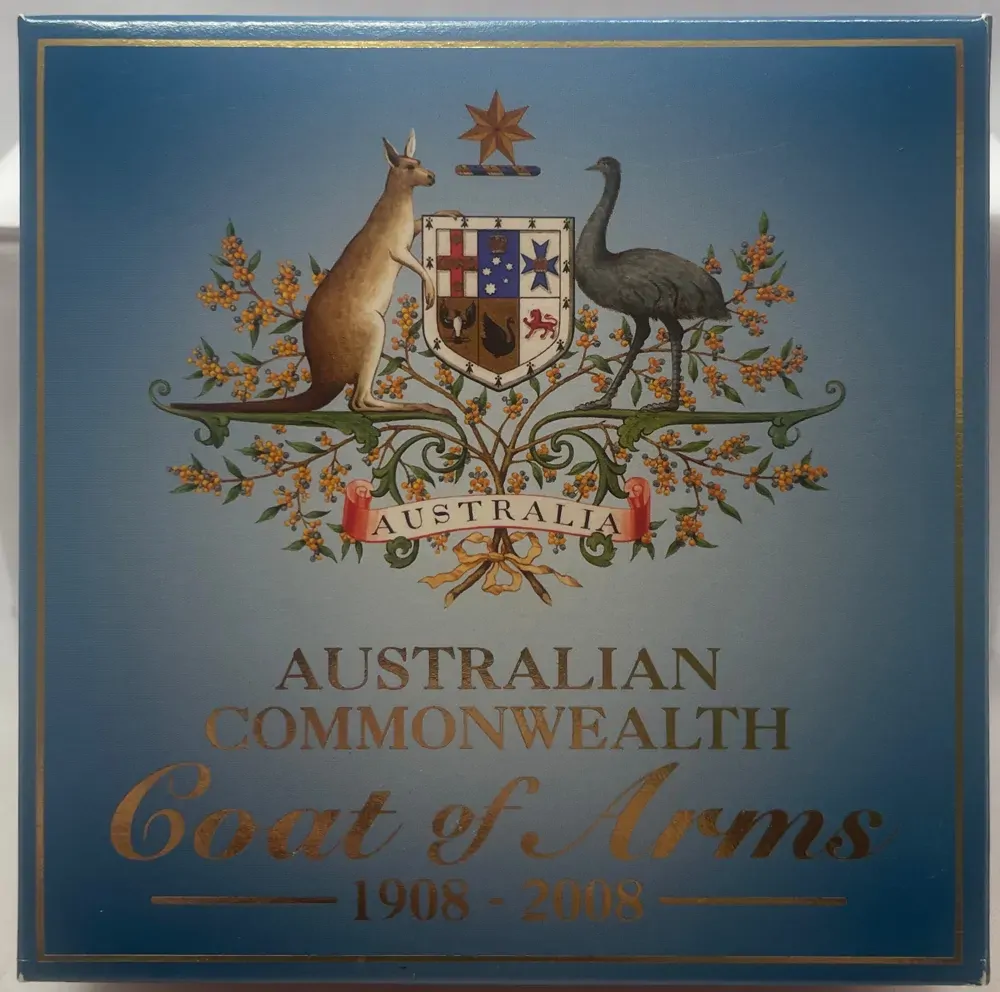 AUSTRALIA
AUSTRALIAN
COMMONWEALTH
Coat of Arms
1908 - 2008